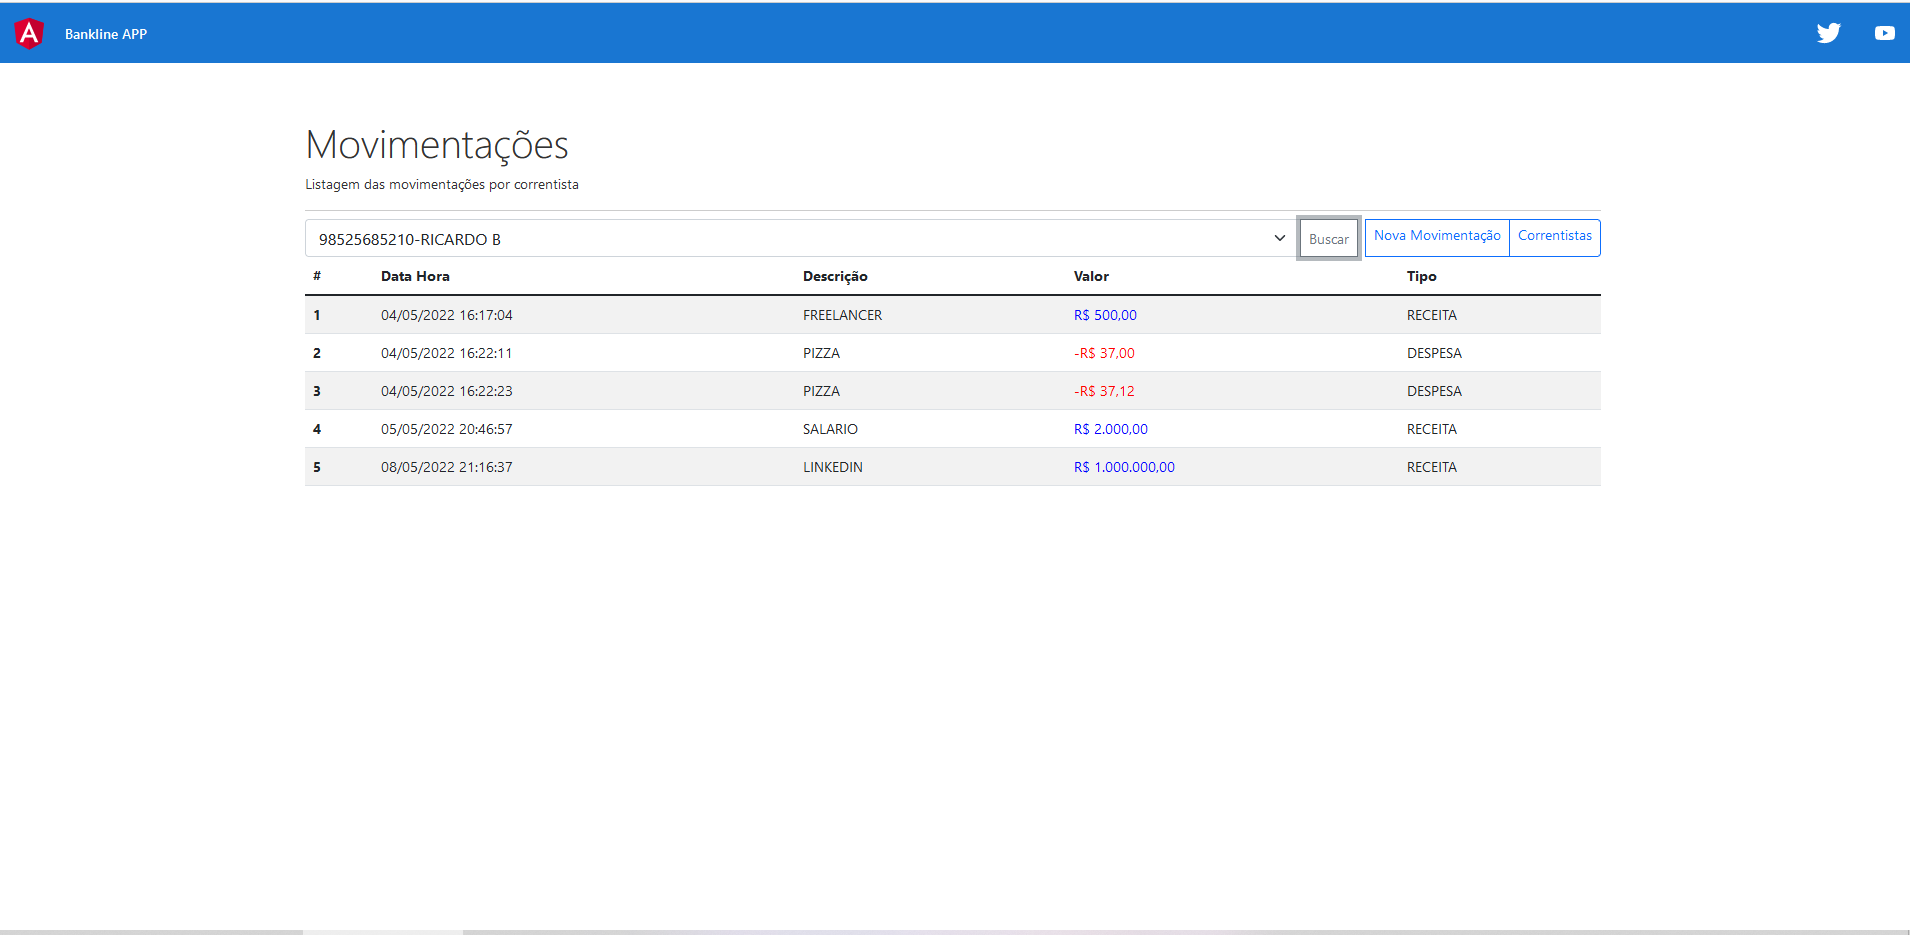 Bankline APP
Movimentações
Listagem das movimentações por correntista
98525685210-RICARDO B Buscar Nova Movimentação Correntistas
# Data Hora Descrição Valor Tipo
1 04/05/2022 16:17:04 FREELANCER R$ 500,00 RECEITA
2 04/05/2022 16:22:11 PIZZA -R$ 37,00 DESPESA
3 04/05/2022 16:22:23 PIZZA -R$ 37,12 DESPESA
4 05/05/2022 20:46:57 SALARIO R$ 2.000,00 RECEITA
5 08/05/2022 21:16:37 LINKEDIN R$ 1.000.000,00 RECEITA